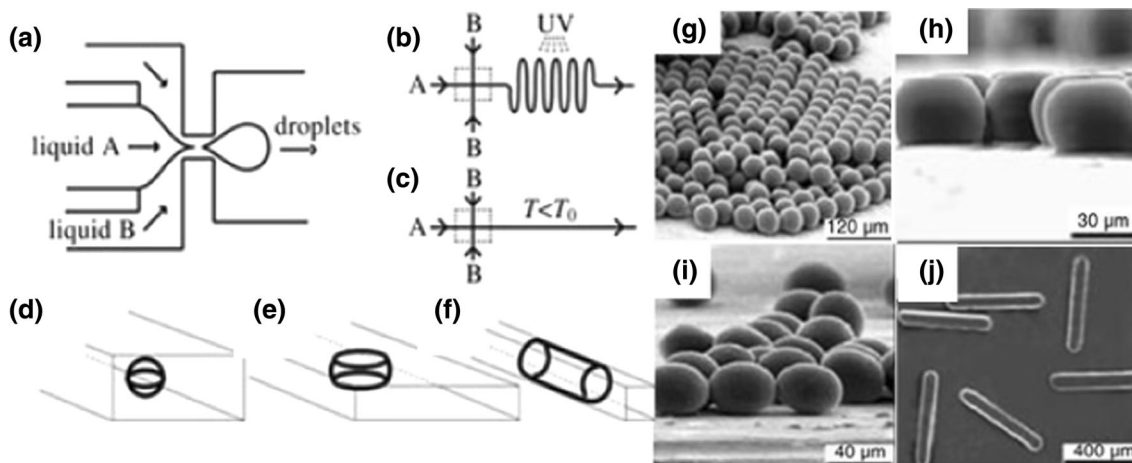 (a)
liquid A
liquid B
droplets
(b)
B
UV
A
B
(c)
B
A
T<T₀
B
(d)
(e)
(f)
(g)
120 µm
(h)
30 µm
(i)
40 µm
(j)
400 µm